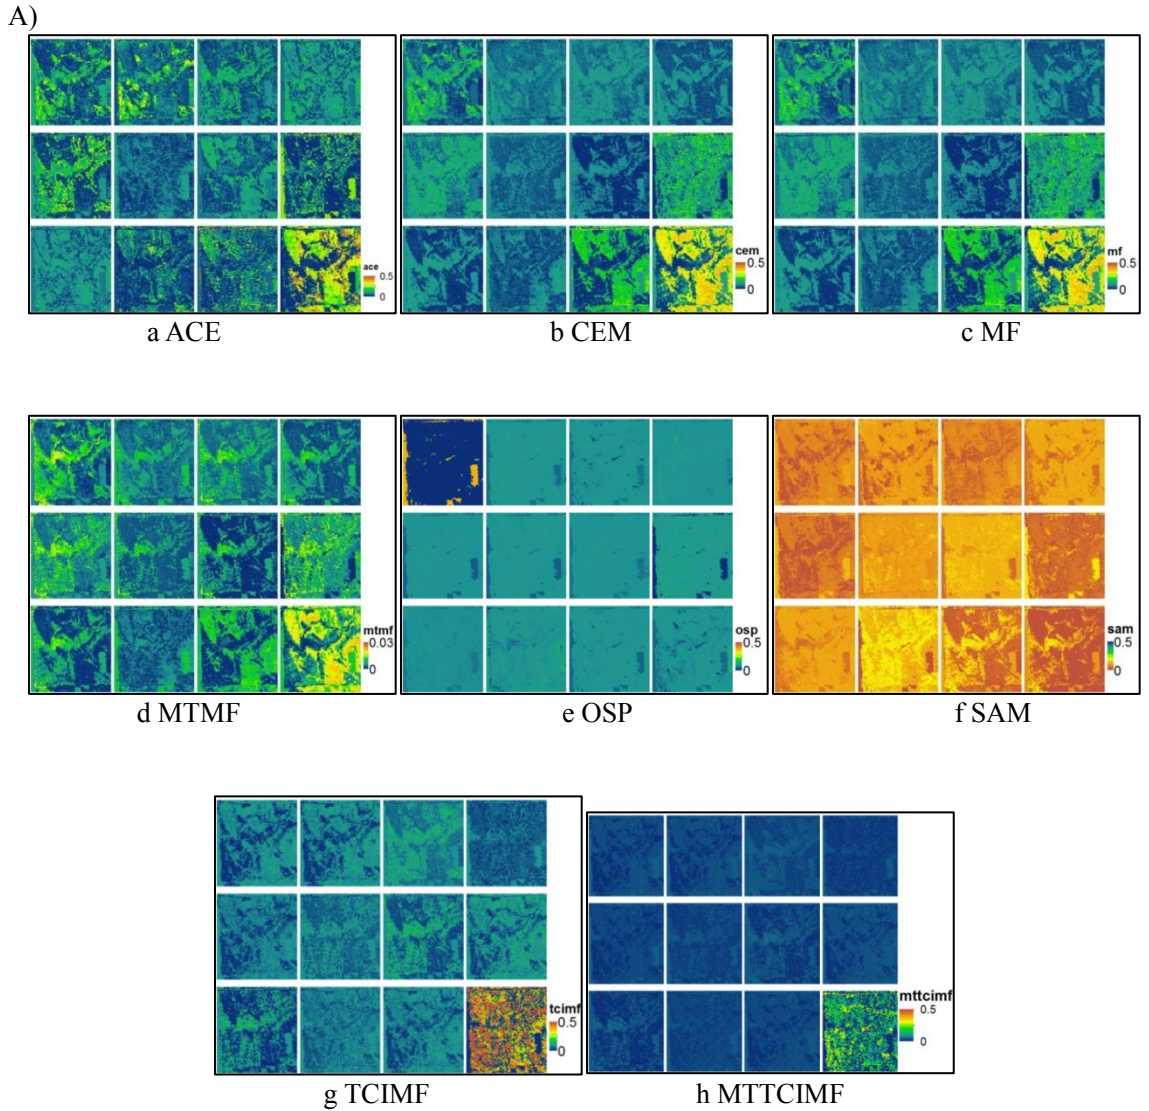 A)
ace
0.5
0
cem
0.5
0
mf
0.5
0
a ACE
b CEM
c MF
mtmf
0.03
0
osp
0.5
0
sam
0.5
0
d MTMF
e OSP
f SAM
tcimf
0.5
0
mttcimf
0.5
0
g TCIMF
h MTTCIMF